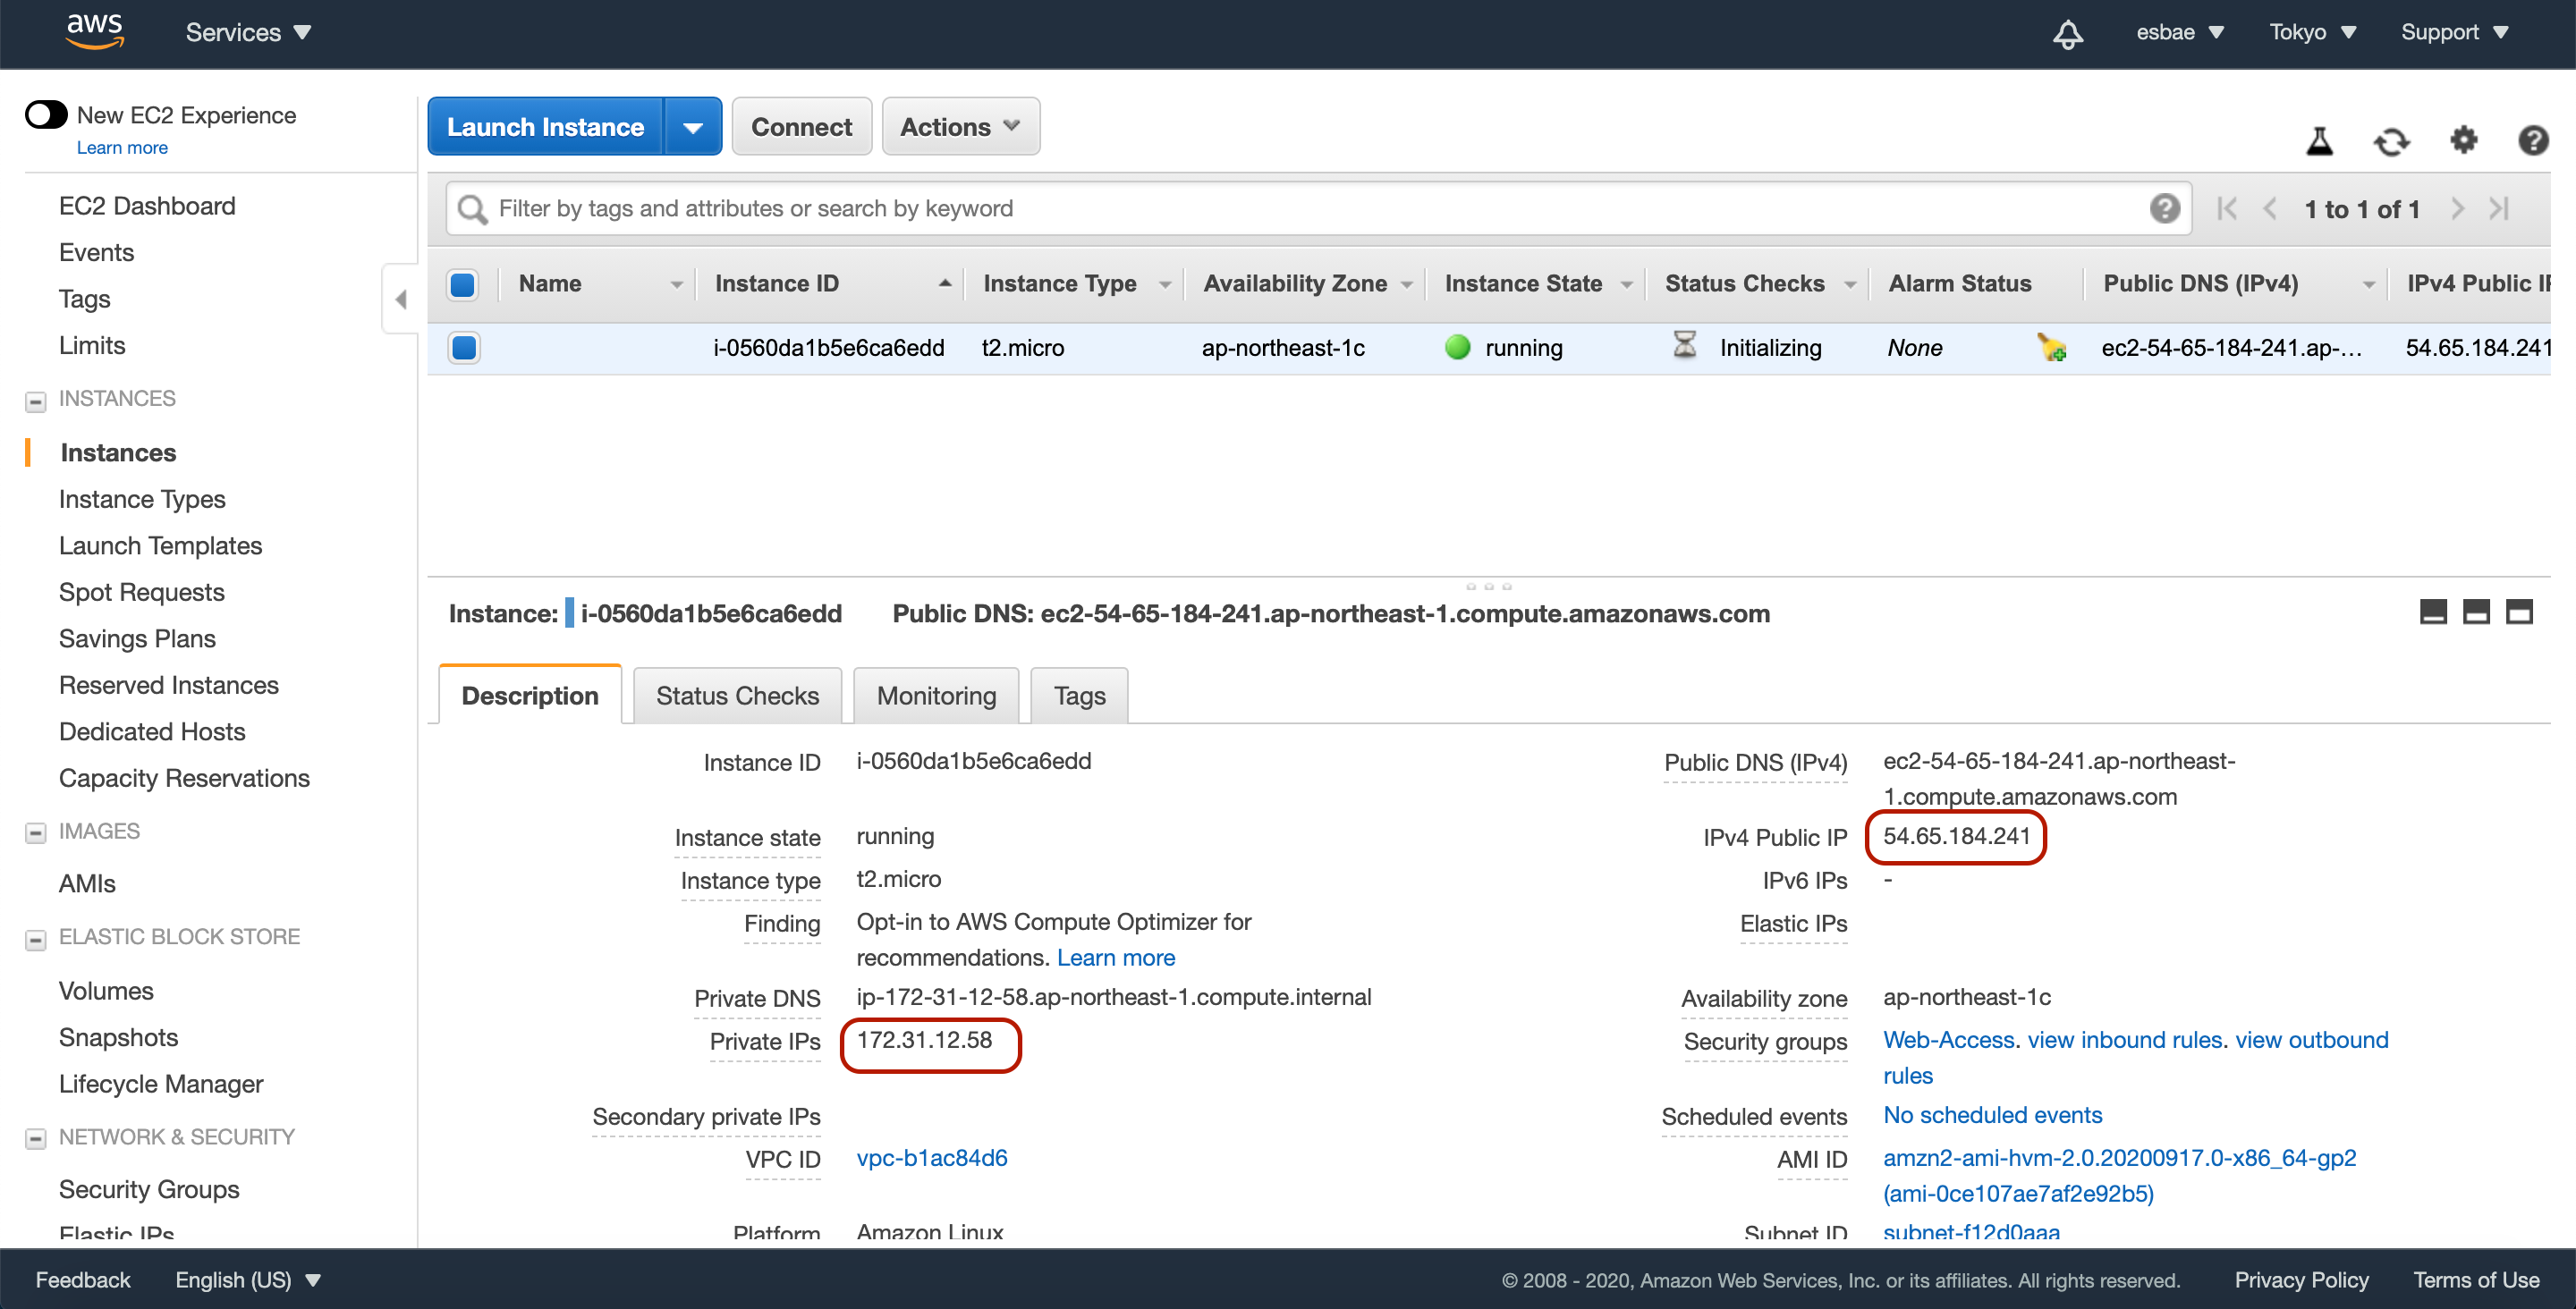 aws
Services
esbae
Tokyo
Support
New EC2 Experience
Learn more
EC2 Dashboard
Events
Tags
Limits
INSTANCES
Instances
Instance Types
Launch Templates
Spot Requests
Savings Plans
Reserved Instances
Dedicated Hosts
Capacity Reservations
IMAGES
AMIs
ELASTIC BLOCK STORE
Volumes
Snapshots
Lifecycle Manager
NETWORK & SECURITY
Security Groups
Elastic IPs
Launch Instance
Connect
Actions
Filter by tags and attributes or search by keyword
1 to 1 of 1
Name Instance ID Instance Type Availability Zone Instance State Status Checks Alarm Status Public DNS (IPv4) IPv4 Public IP
i-0560da1b5e6ca6edd t2.micro ap-northeast-1c running Initializing None ec2-54-65-184-241.ap-... 54.65.184.241
Instance: i-0560da1b5e6ca6edd Public DNS: ec2-54-65-184-241.ap-northeast-1.compute.amazonaws.com
Description
Status Checks
Monitoring
Tags
Instance ID i-0560da1b5e6ca6edd
Instance state running
Instance type t2.micro
Finding Opt-in to AWS Compute Optimizer for
recommendations. Learn more
Private DNS ip-172-31-12-58.ap-northeast-1.compute.internal
Private IPs 172.31.12.58
Secondary private IPs
VPC ID vpc-b1ac84d6
Platform Amazon Linux
Public DNS (IPv4) ec2-54-65-184-241.ap-northeast-
1.compute.amazonaws.com
IPv4 Public IP 54.65.184.241
IPv6 IPs -
Elastic IPs
Availability zone ap-northeast-1c
Security groups Web-Access. view inbound rules. view outbound
rules
Scheduled events No scheduled events
AMI ID amzn2-ami-hvm-2.0.20200917.0-x86_64-gp2
(ami-0ce107ae7af2e92b5)
Subnet ID subnet-f12d0aaa
Feedback
English (US)
© 2008 - 2020, Amazon Web Services, Inc. or its affiliates. All rights reserved.
Privacy Policy
Terms of Use